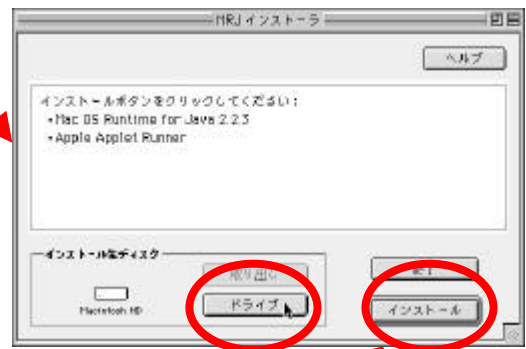 MRJ インストーラ
ヘルプ
インストールボタンをクリックしてください：
•Mac OS Runtime for Java 2.2.3
•Apple Applet Runner
インストール先ディスク
取り出し
終了
Macintosh HD
ドライブ
インストール